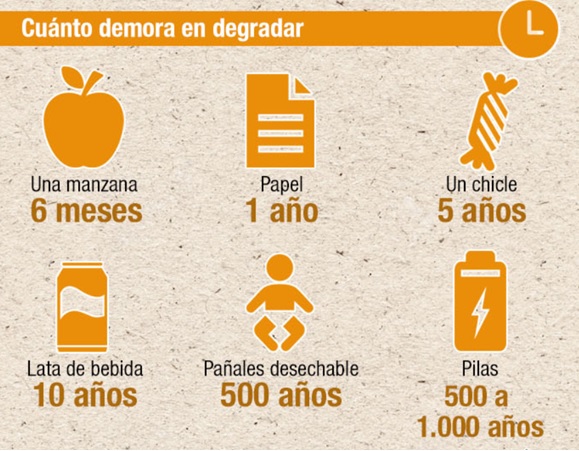 Cuánto demora en degradar
Una manzana
6 meses
Papel
1 año
Un chicle
5 años
Lata de bebida
10 años
Pañales desechable
500 años
Pilas
500 a
1.000 años